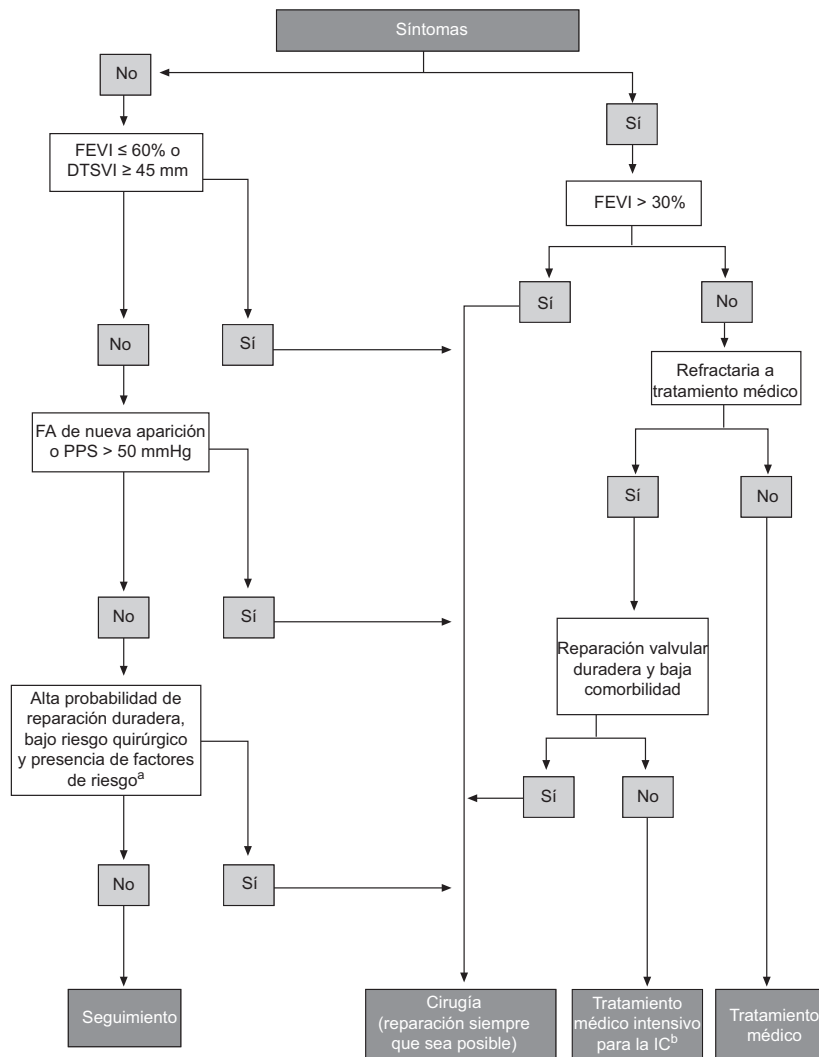 Síntomas
No
Sí
FEVI ≤ 60% o
DTSVI ≥ 45 mm
FEVI > 30%
Sí
No
No
Sí
Refractaria a
tratamiento médico
FA de nueva aparición
o PPS > 50 mmHg
Sí
No
No
Sí
Reparación valvular
duradera y baja
comorbilidad
Alta probabilidad de
reparación duradera,
bajo riesgo quirúrgico
y presencia de factores
de riesgoa
Sí
No
No
Sí
Seguimiento
Cirugía
(reparación siempre
que sea posible)
Tratamiento
médico intensivo
para la ICb
Tratamiento
médico